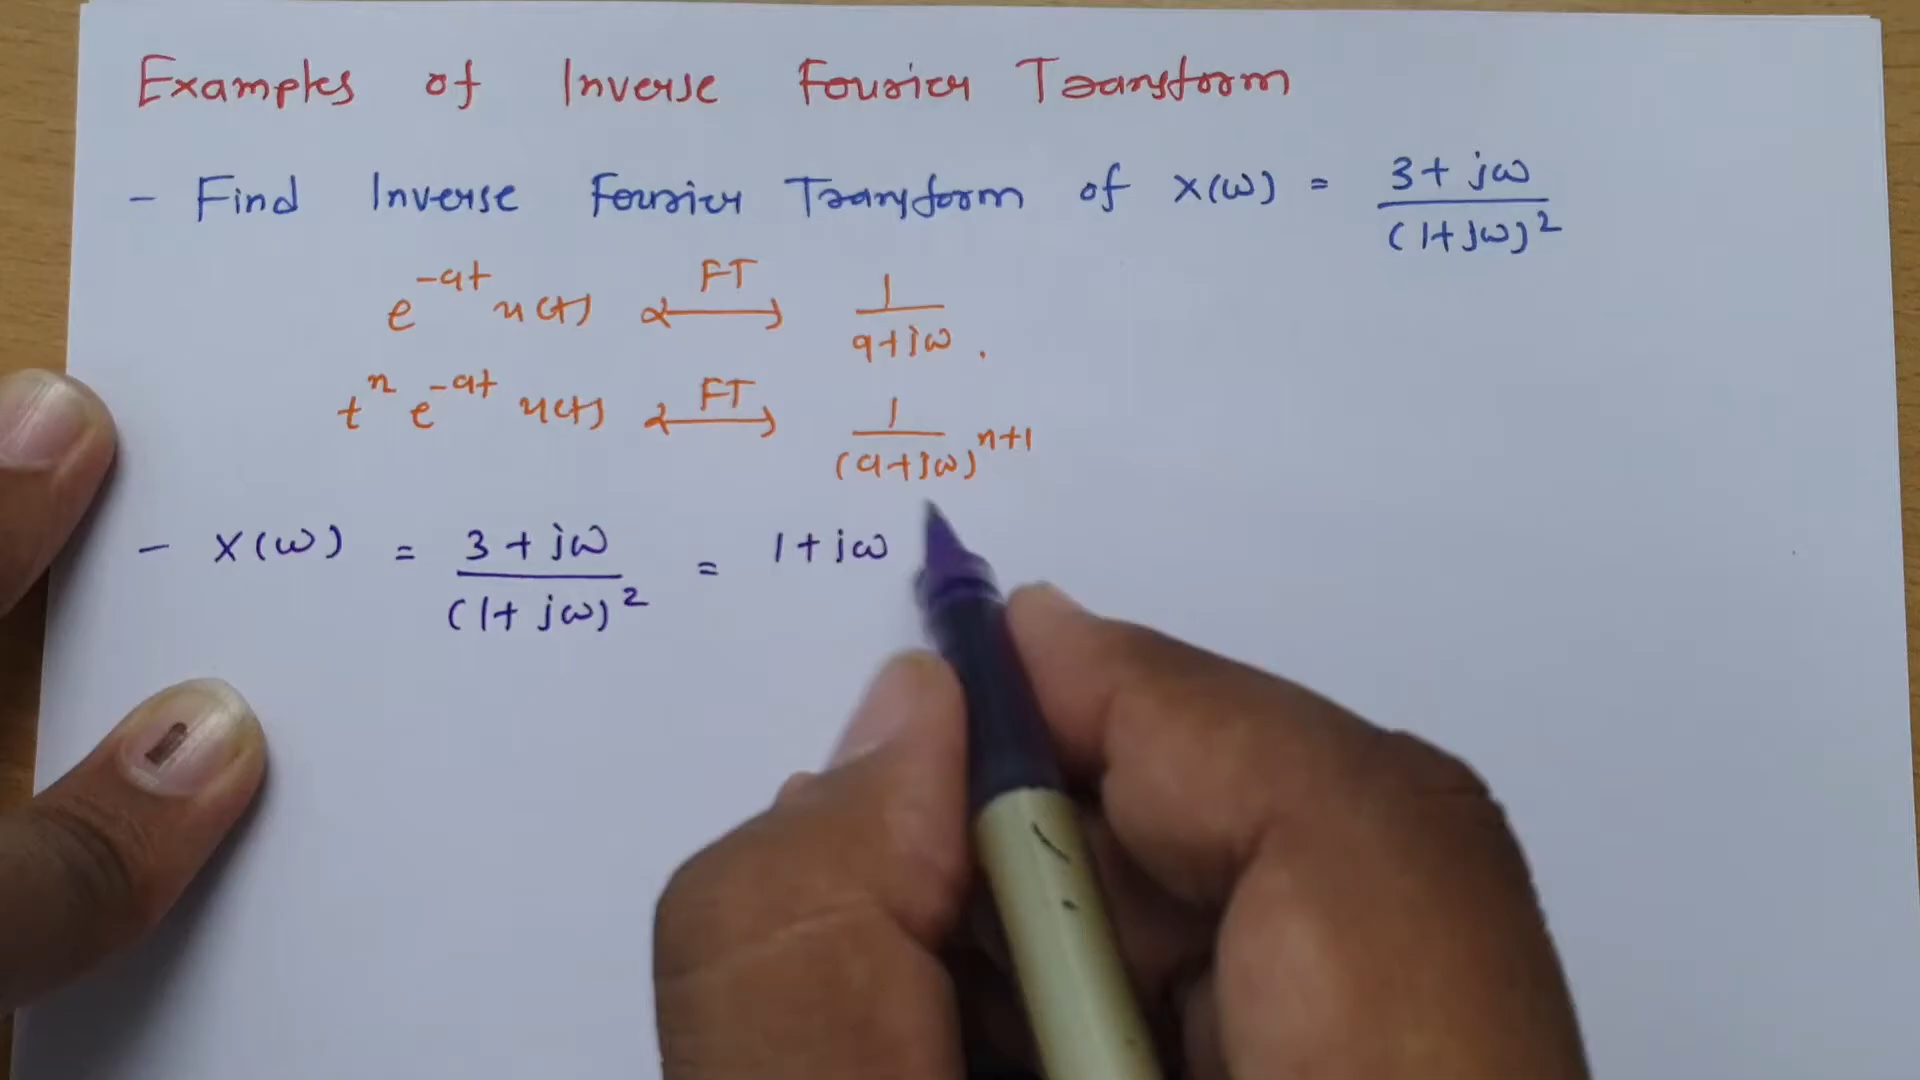 Examples of Inverse Fourier Transform
- Find Inverse Fourier Transform of X(ω) = (3 + jω) / (1 + jω)²
e^(-at) u(t) ←FT→ 1 / (a + jω) .
tⁿ e^(-at) u(t) ←FT→ 1 / (a + jω)^(n+1)
- X(ω) = (3 + jω) / (1 + jω)² = 1 + jω